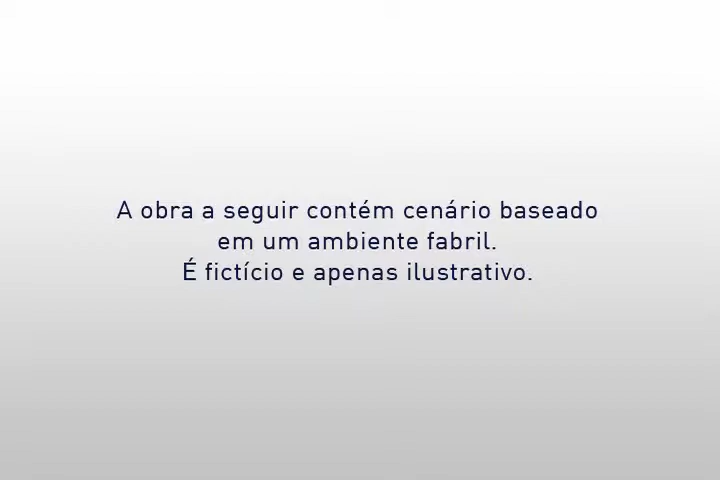 A obra a seguir contém cenário baseado
em um ambiente fabril.
É fictício e apenas ilustrativo.